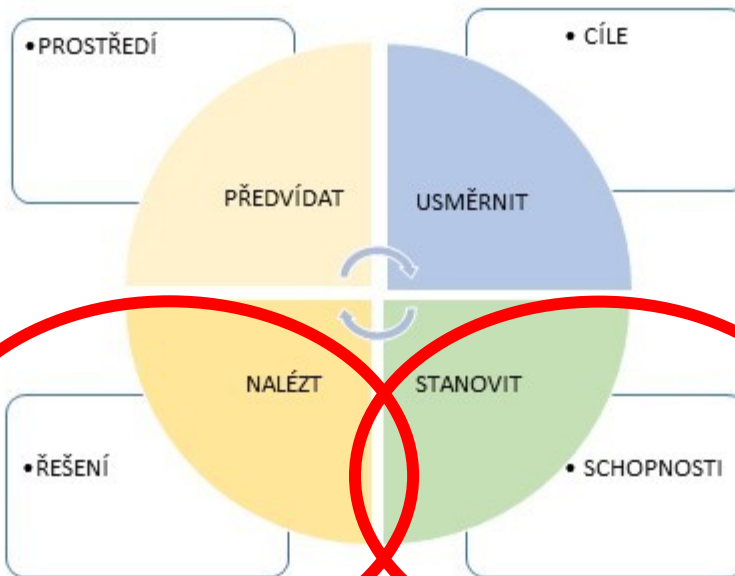 • PROSTŘEDÍ
• CÍLE
PŘEDVÍDAT
USMĚRNIT
NALÉZT
STANOVIT
• ŘEŠENÍ
• SCHOPNOSTI